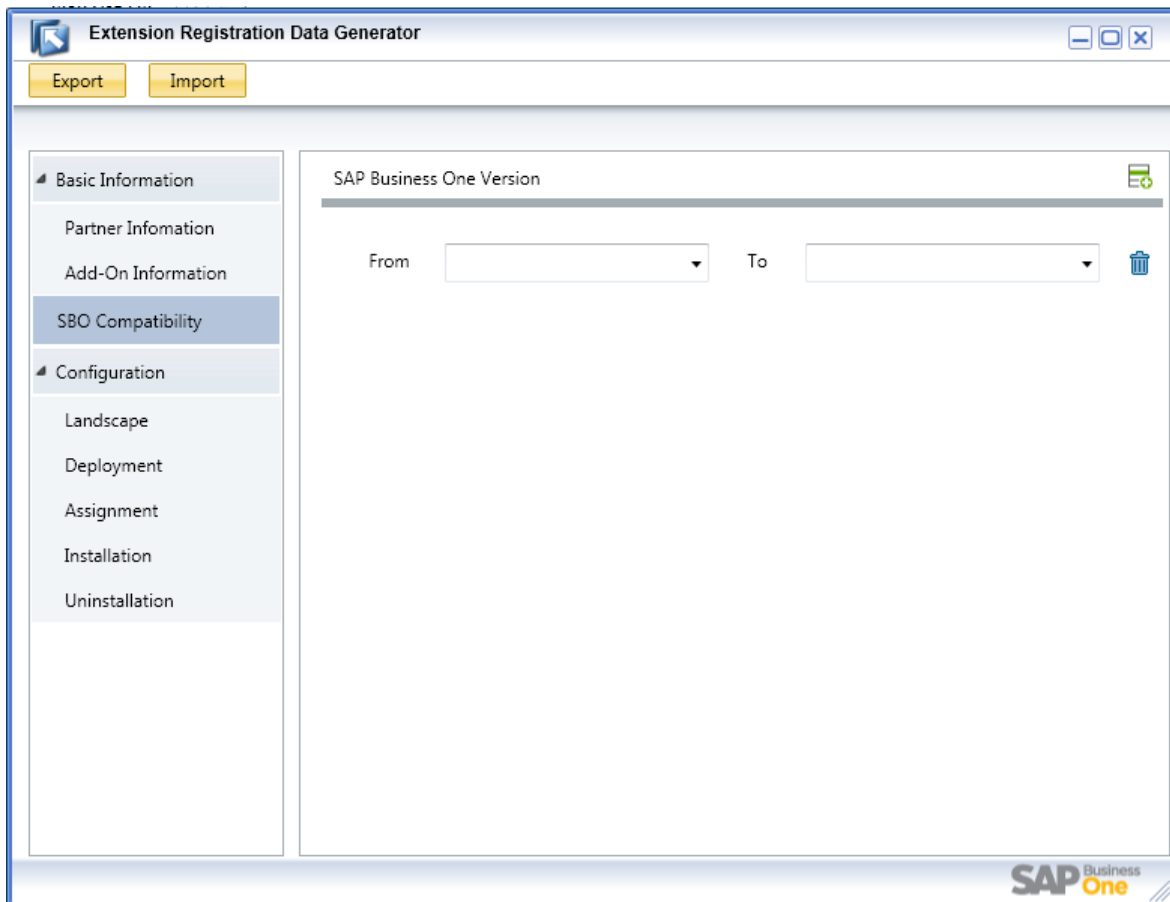 Extension Registration Data Generator
Export Import
Basic Information
SAP Business One Version
Partner Infomation
From To
Add-On Information
SBO Compatibility
Configuration
Landscape
Deployment
Assignment
Installation
Uninstallation
SAP Business One